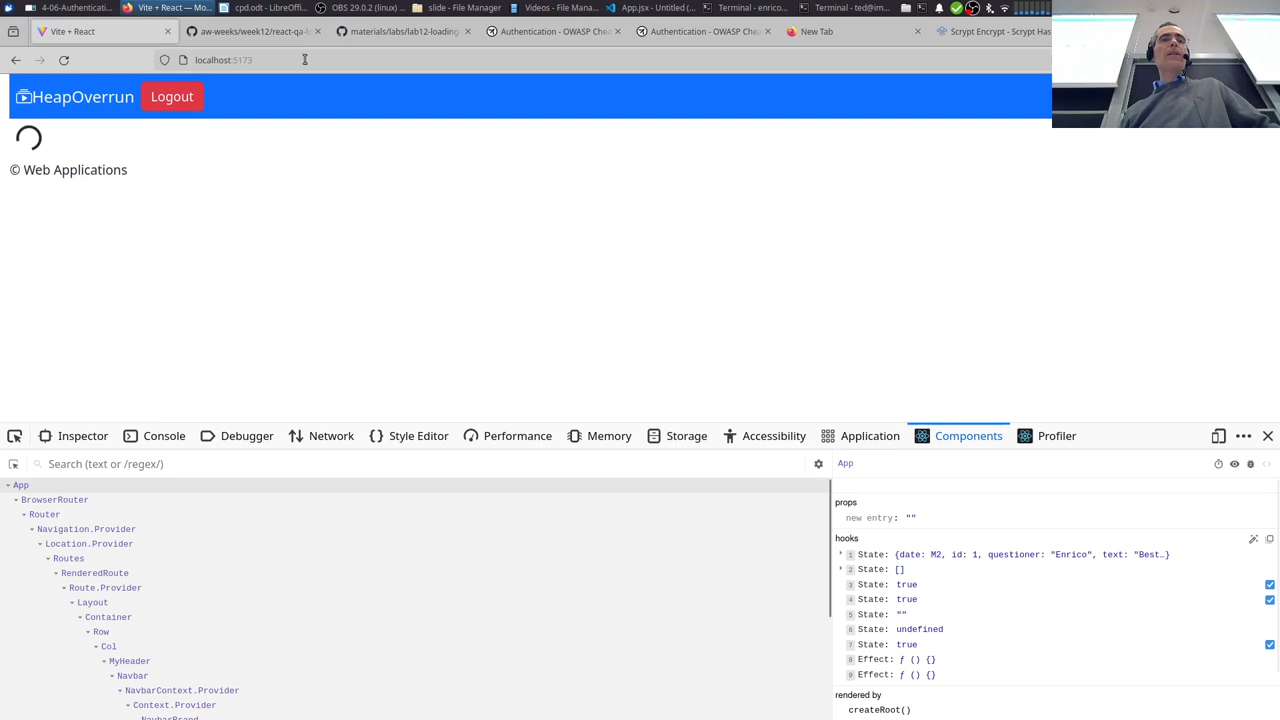 4-06-Authenticati… Vite + React — Mo… cpd.odt - LibreOffi… OBS 29.0.2 (linux) … slide - File Manager Videos - File Mana… App.jsx - Untitled (… Terminal - enrico… Terminal - ted@im…
Vite + React aw-weeks/week12/react-qa-l materials/labs/lab12-loading- Authentication - OWASP Chea Authentication - OWASP Chea New Tab Scrypt Encrypt - Scrypt Has
localhost:5173
HeapOverrun Logout
© Web Applications
Inspector Console Debugger Network Style Editor Performance Memory Storage Accessibility Application Components Profiler
Search (text or /regex/) App
App
BrowserRouter
Router
Navigation.Provider
Location.Provider
Routes
RenderedRoute
Route.Provider
Layout
Container
Row
Col
MyHeader
Navbar
NavbarContext.Provider
Context.Provider
NavbarBrand
props
new entry: ""
hooks
1 State: {date: M2, id: 1, questioner: "Enrico", text: "Best…}
2 State: []
3 State: true
4 State: true
5 State: ""
6 State: undefined
7 State: true
8 Effect: ƒ () {}
9 Effect: ƒ () {}
rendered by
createRoot()